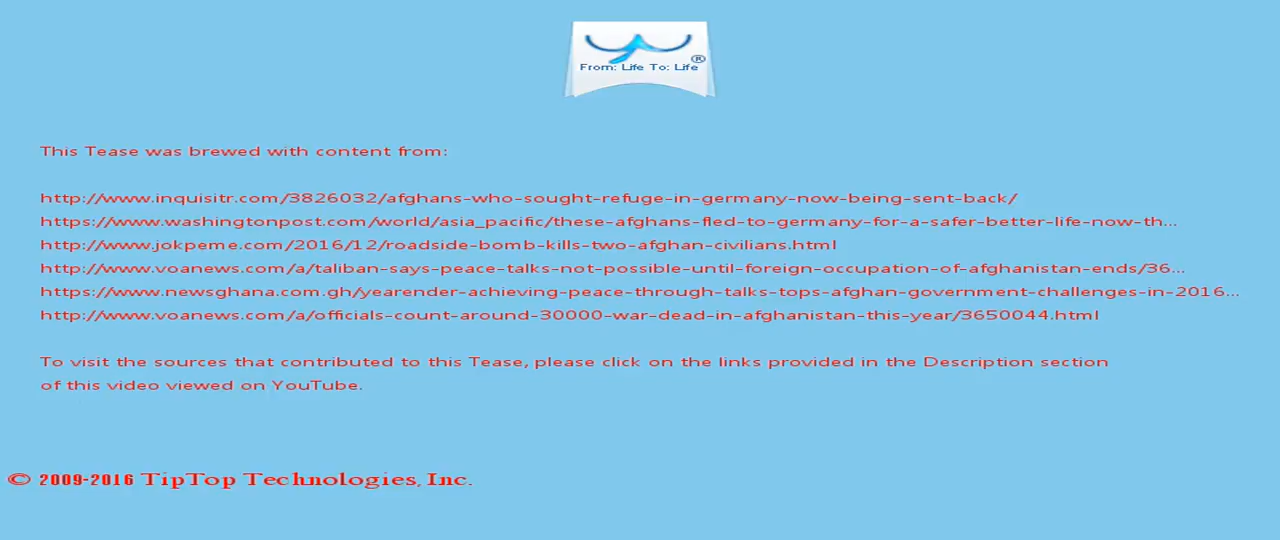 From: Life To: Life®
This Tease was brewed with content from:
http://www.inquisitr.com/3826032/afghans-who-sought-refuge-in-germany-now-being-sent-back/
https://www.washingtonpost.com/world/asia_pacific/these-afghans-fled-to-germany-for-a-safer-better-life-now-th...
http://www.jokpeme.com/2016/12/roadside-bomb-kills-two-afghan-civilians.html
http://www.voanews.com/a/taliban-says-peace-talks-not-possible-until-foreign-occupation-of-afghanistan-ends/36...
https://www.newsghana.com.gh/yearender-achieving-peace-through-talks-tops-afghan-government-challenges-in-2016...
http://www.voanews.com/a/officials-count-around-30000-war-dead-in-afghanistan-this-year/3650044.html
To visit the sources that contributed to this Tease, please click on the links provided in the Description section
of this video viewed on YouTube.
© 2009-2016 TipTop Technologies, Inc.